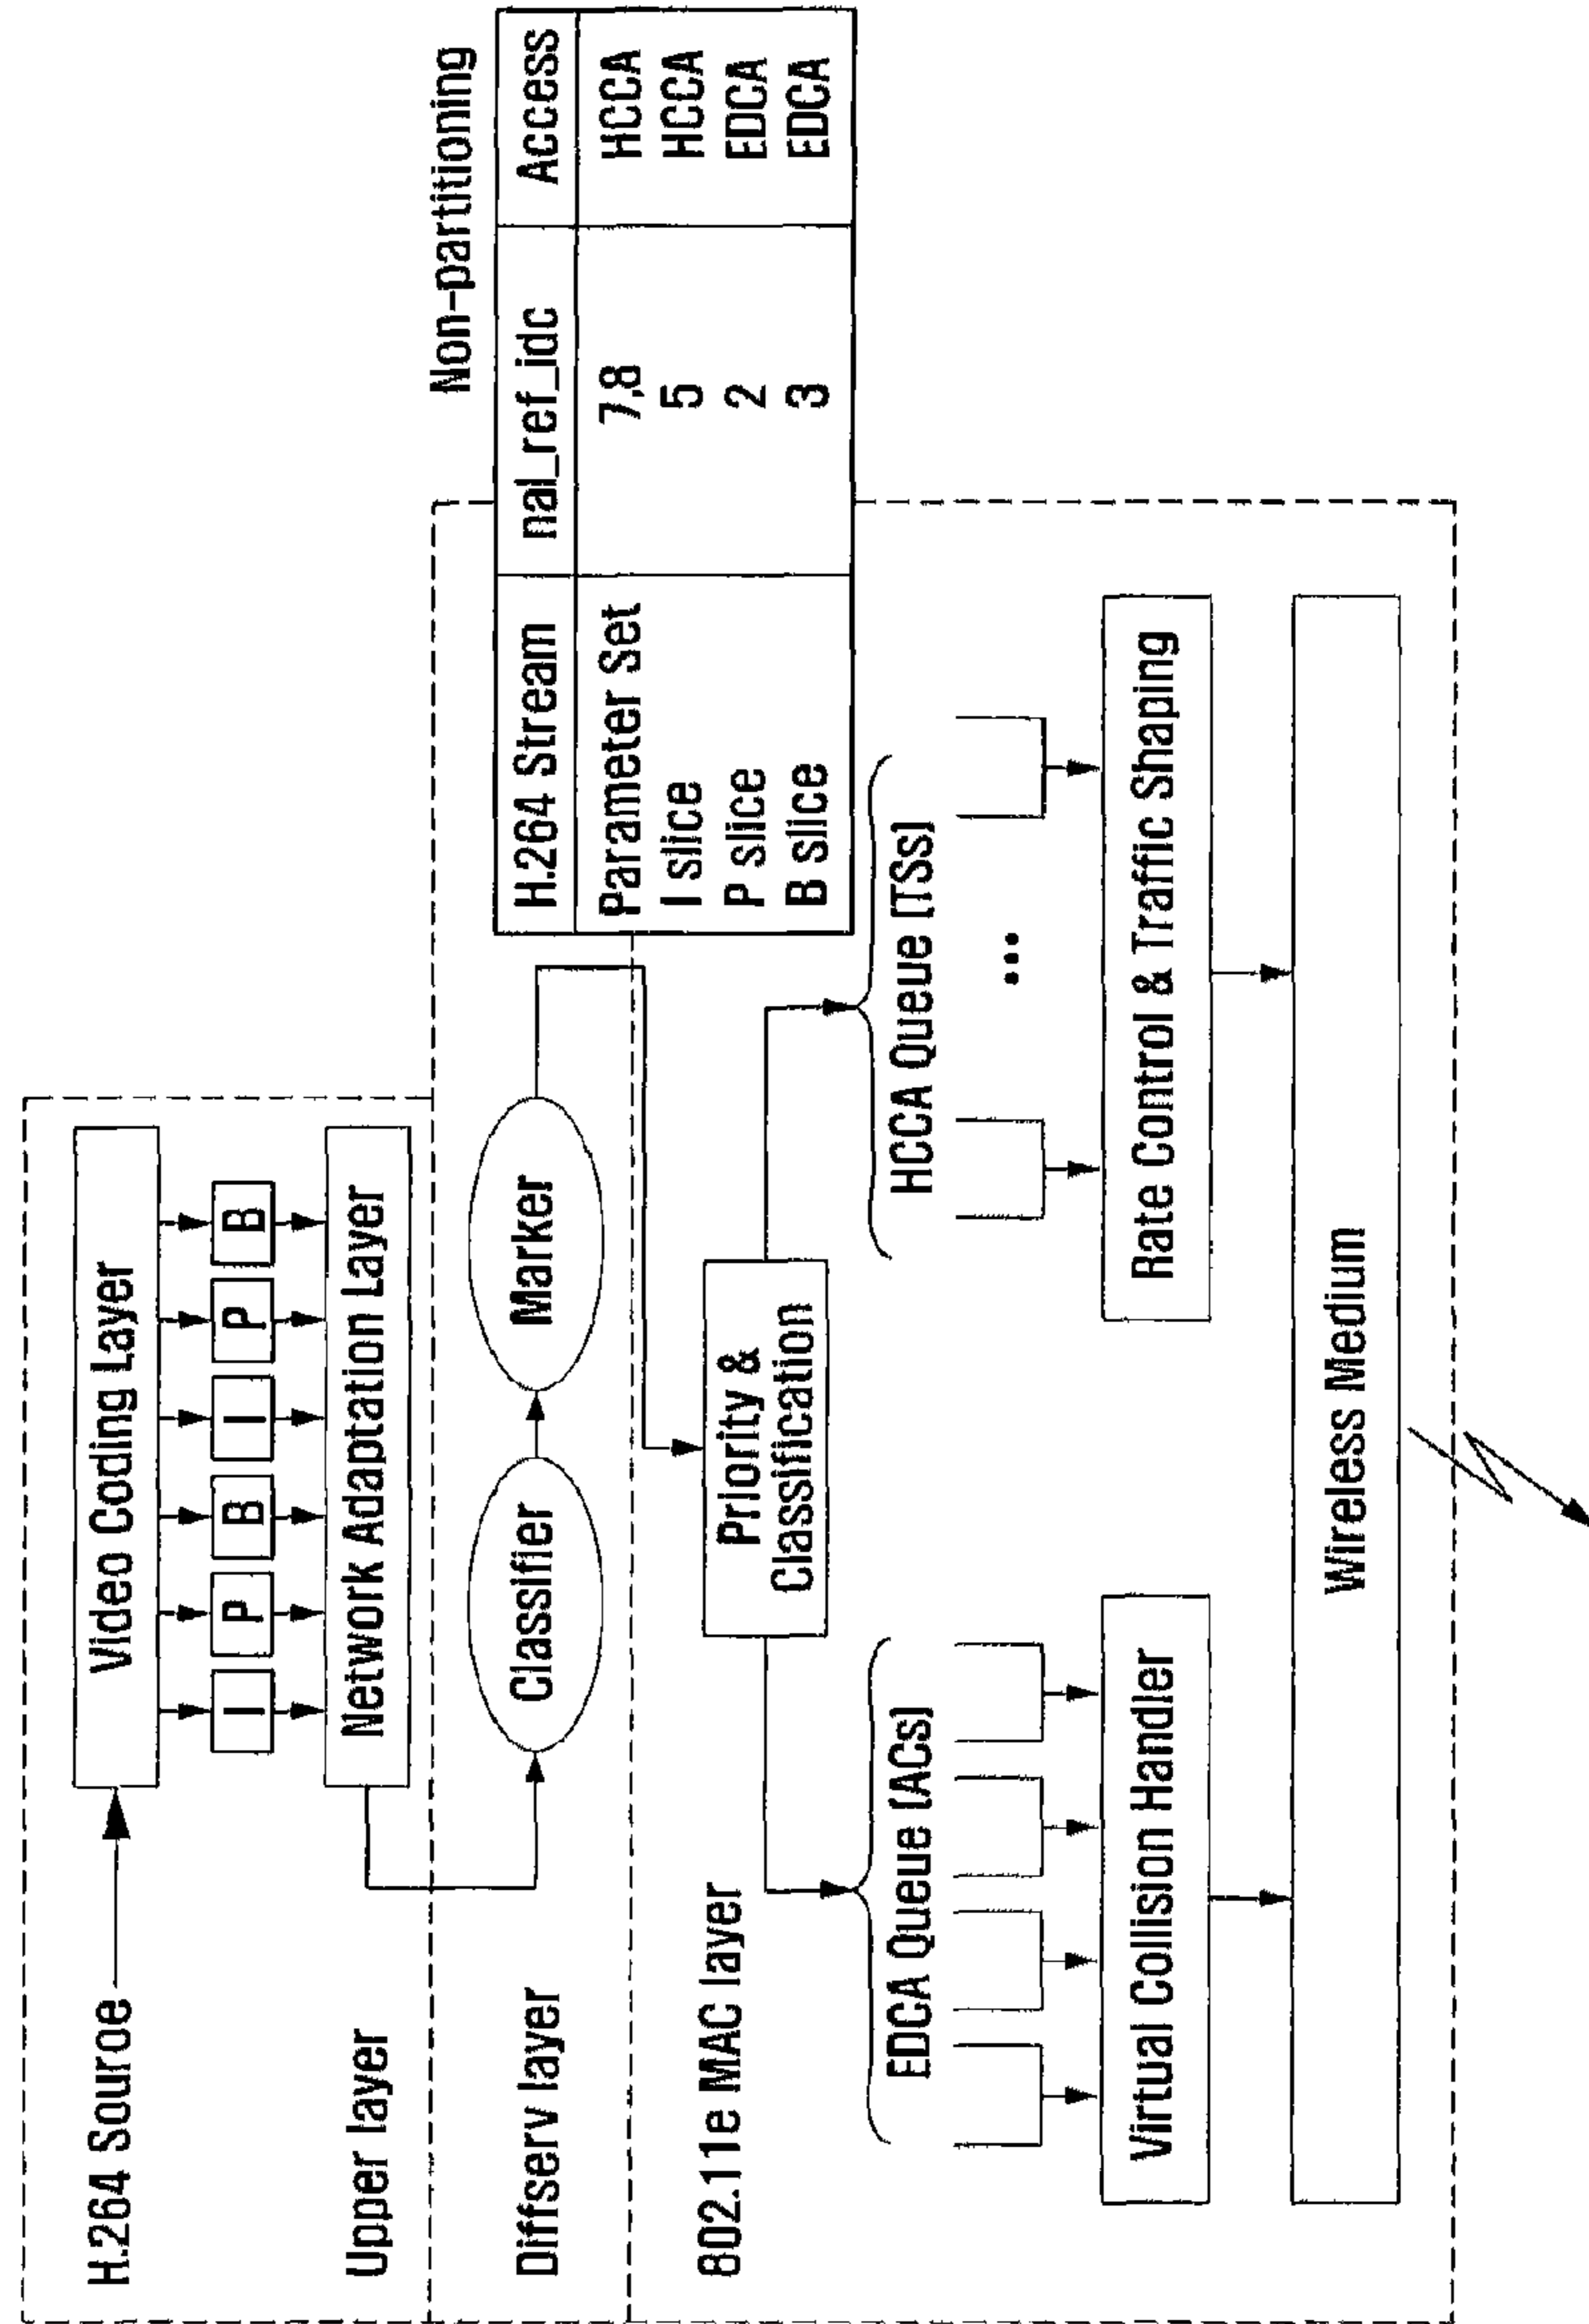 H.264 Souroe
Video Coding Layer
I P B I P B
Network Adaptation Layer
Upper layer
Diffserv layer
Classifier
Marker
Non-partitioning
H.264 Stream nal_ref_idc Access
Parameter Set 7,8 HCCA
I slice 5 HCCA
P slice 2 EDCA
B slice 3 EDCA
802.11e MAC layer
Priority &
Classification
EDCA Queue [ACs]
HCCA Queue [TSs]
...
Virtual Collision Handler
Rate Control & Traffic Shaping
Wireless Medium